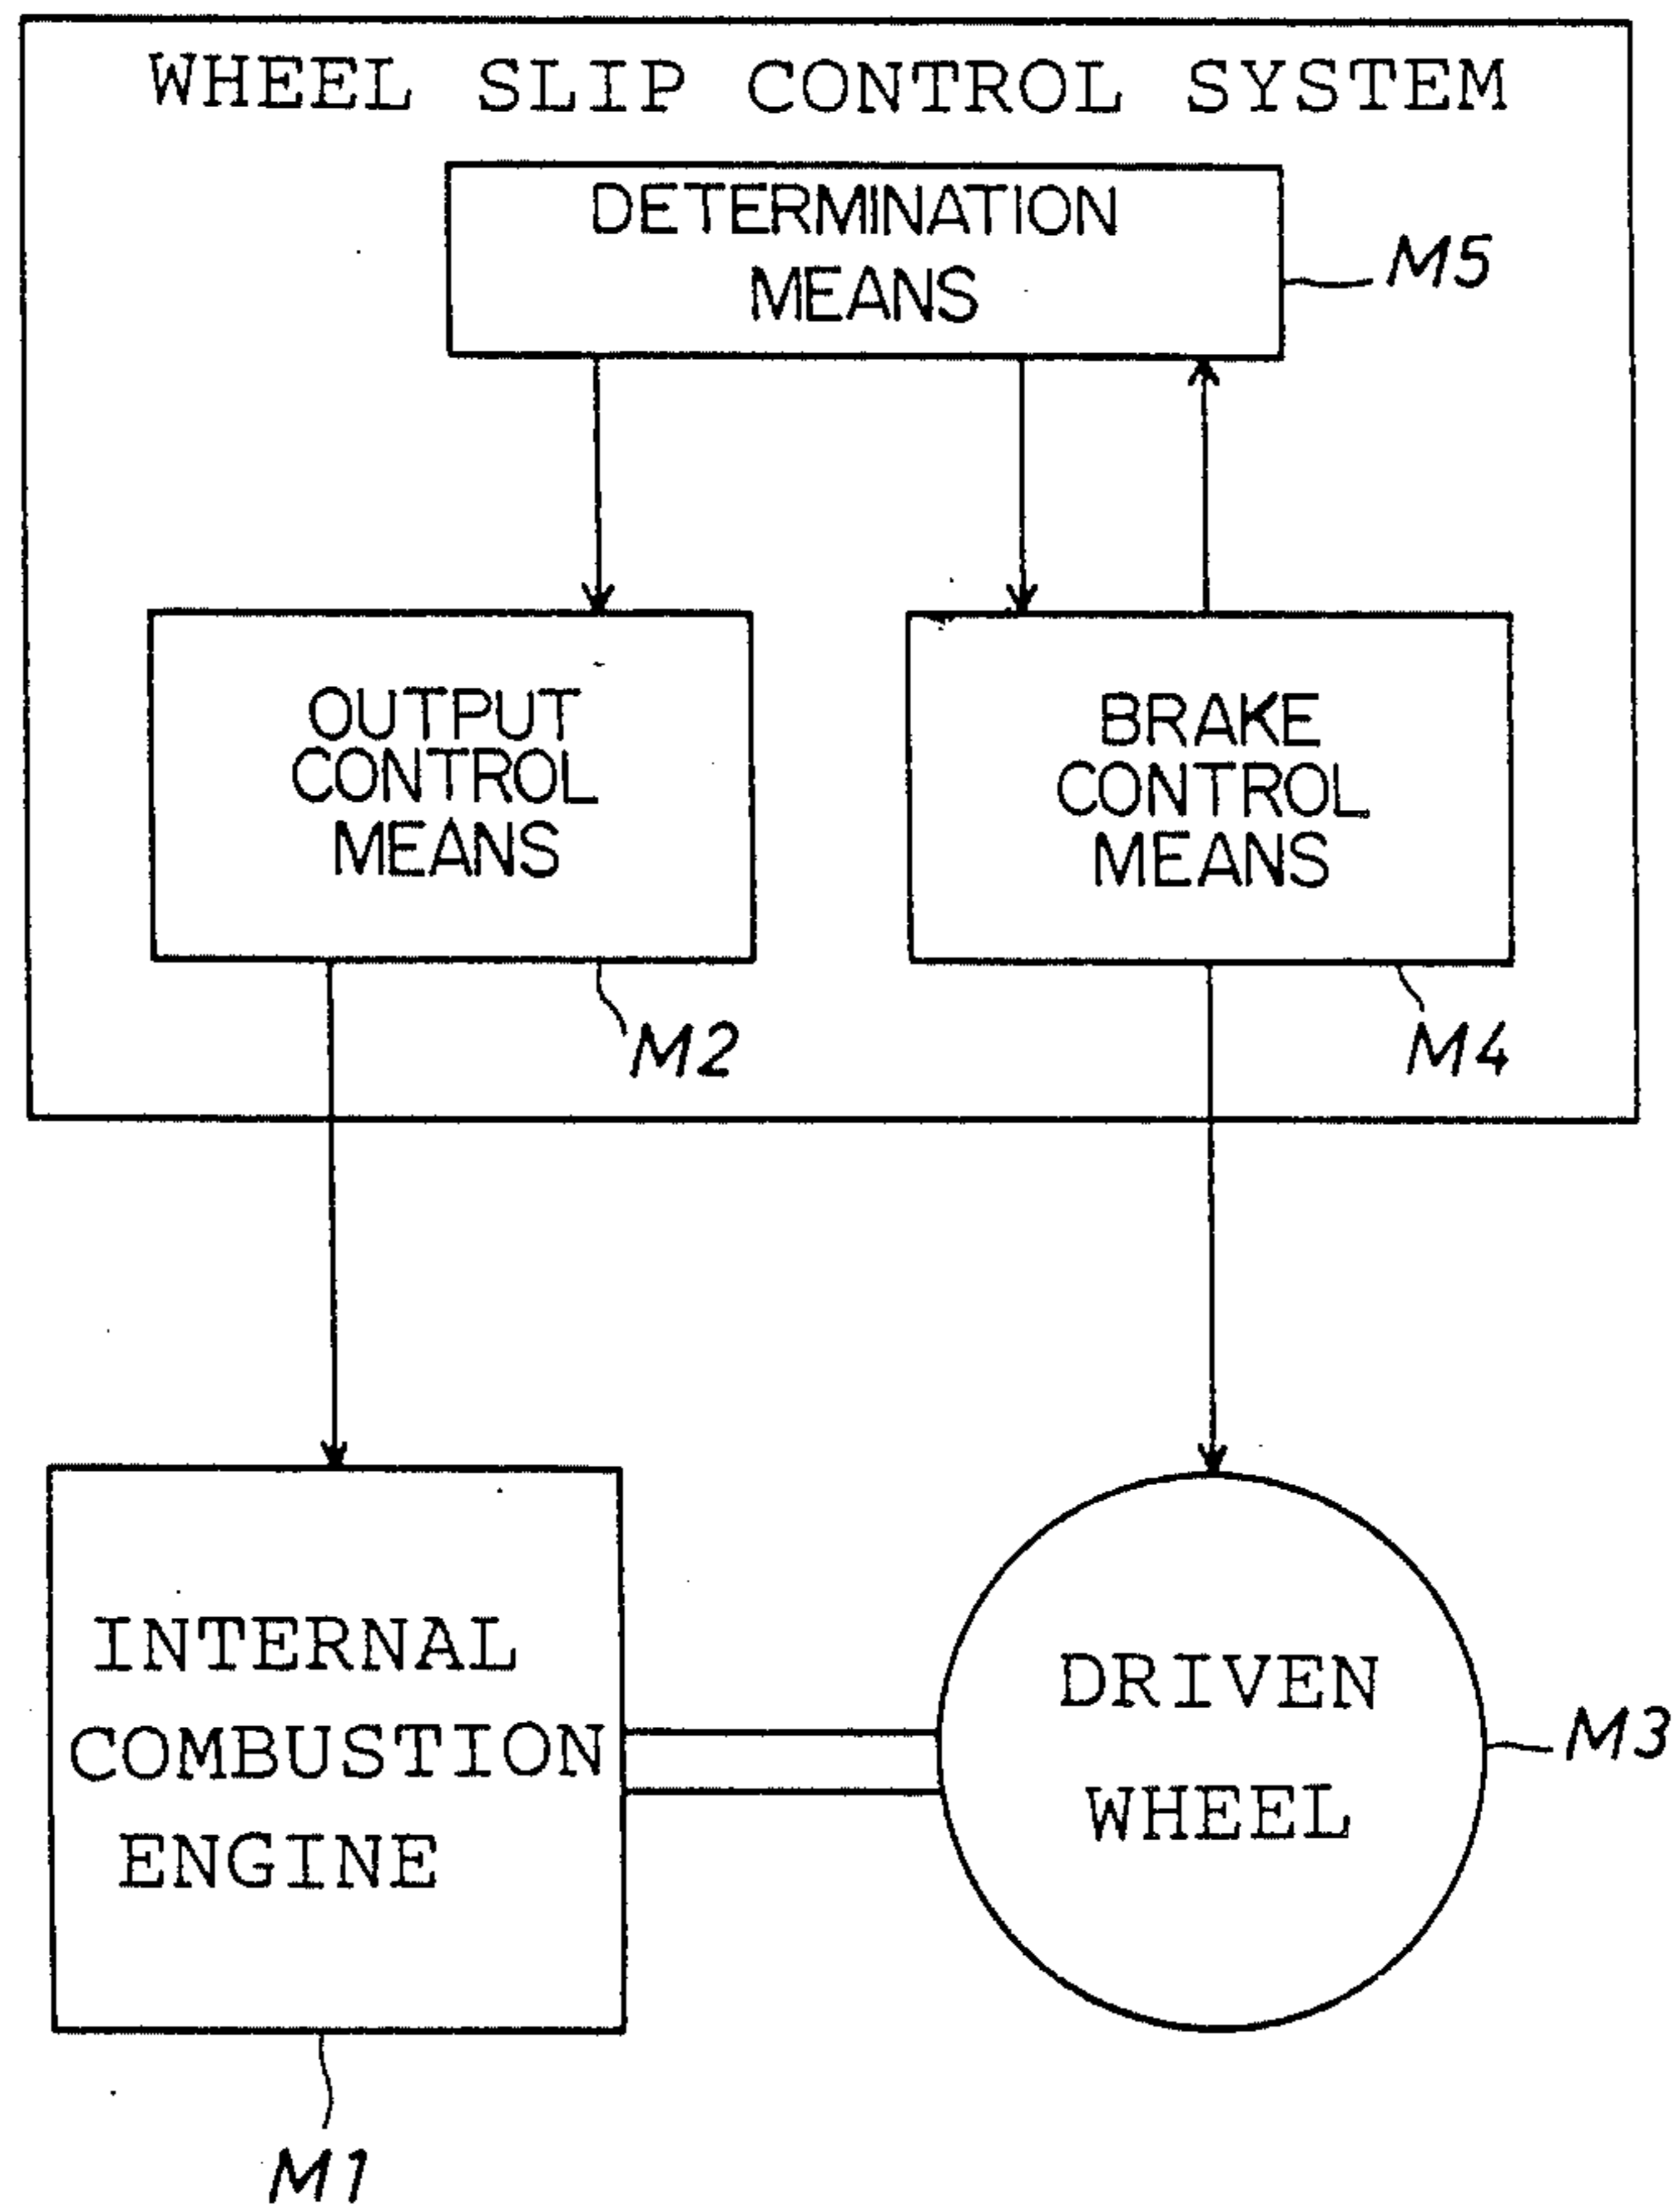 WHEEL SLIP CONTROL SYSTEM
DETERMINATION
MEANS
M5
OUTPUT
CONTROL
MEANS
M2
BRAKE
CONTROL
MEANS
M4
INTERNAL
COMBUSTION
ENGINE
M1
DRIVEN
WHEEL
M3